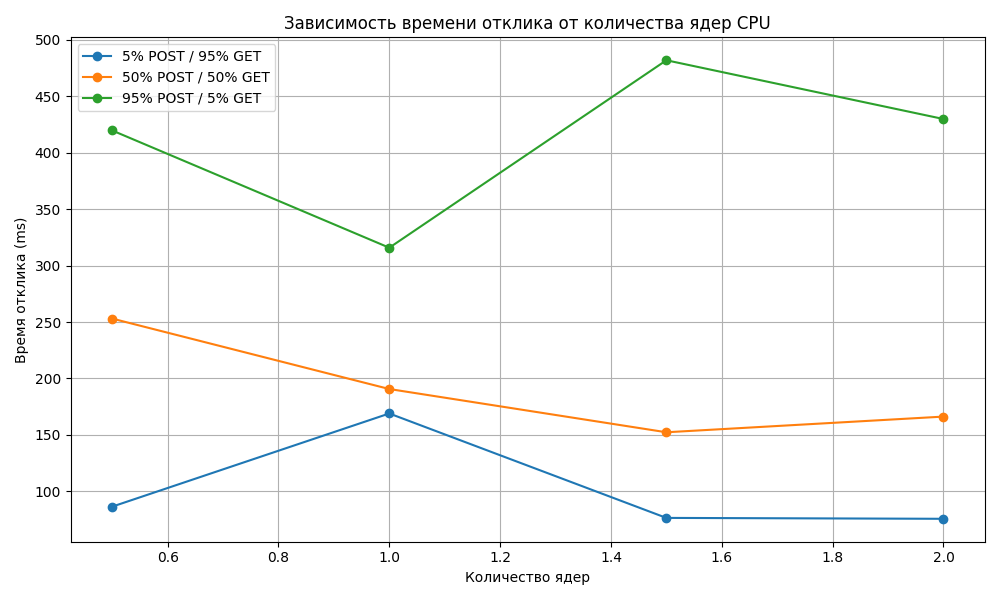 Зависимость времени отклика от количества ядер CPU
5% POST / 95% GET
50% POST / 50% GET
95% POST / 5% GET
Время отклика (ms)
500
450
400
350
300
250
200
150
100
0.6 0.8 1.0 1.2 1.4 1.6 1.8 2.0
Количество ядер